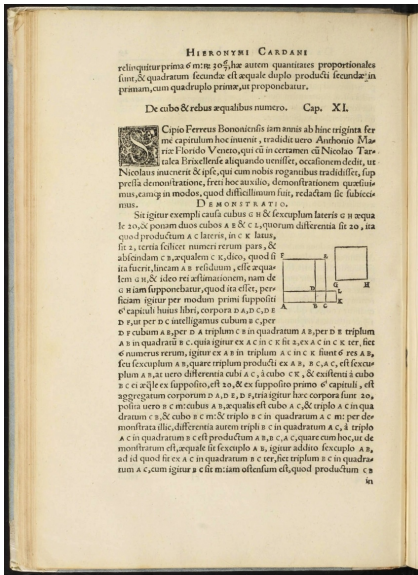 HIERONYMI CARDANI
relinquitur prima 6 m: ℞ 30 hæ autem quantitates proportionales
sunt, & quadratum secundæ est æquale duplo producti secundæ in
primam, cum quadruplo primæ, ut proponebatur.
De cubo & rebus æqualibus numero. Cap. XI.
SCipio Ferreus Bononiensis iam annis ab hinc triginta fer
mè capitulum hoc inuenit, tradidit uero Anthonio Ma-
riæ Florido Veneto, qui cũ in certamen cũ Nicolao Tar-
talea Brixellense aliquando uenisset, occasionem dedit, ut
Nicolaus inuenerit & ipse, qui cum nobis rogantibus tradidisset, sup
pressa demonstratione, freti hoc auxilio, demonstrationem quæsiui-
mus, eamq; in modos, quod difficillimum fuit, redactam sic subieci-
mus.
DEMONSTRATIO.
Sit igitur exempli causa cubus G H & sexcuplum lateris G H æqua
le 20, & ponam duos cubos A E & C L, quorum differentia sit 20, ita
quod productum A C lateris, in C K latus,
sit 2, tertia scilicet numeri rerum pars, &
abscindam C B, æqualem C K, dico, quod si
ita fuerit, lineam A B residuum, esse æqua-
lem G H, & ideo rei æstimationem, nam de
G H iam supponebatur, quod ita esset, per-
ficiam igitur per modum primi suppositi
6ⁱ capituli huius libri, corpora D A, D C, D E
D F, ut per D C intelligamus cubum B C, per
D F cubum A B, per D A triplum C B in quadratum A B, per D E triplum
A B in quadratũ B C. quia igitur ex A C in C K fit 2, ex A C in C K ter, fiet
6 numerus rerum, igitur ex A B in triplum A C in C K fiunt 6 res A B,
seu sexcuplum A B, quare triplum producti ex A B, B C, A C, est sexcu-
plum A B, at uero differentia cubi A C, à cubo C K, & existenti à cubo
B C ei æq̃le ex supposito, est 20, & ex supposito primo 6ⁱ capituli, est
aggregatum corporum D A, D E, D F, tria igitur hæc corpora sunt 20,
posita uero B C m: cubus A B, æqualis est cubo A C, & triplo A C in qua
dratum C B, & cubo B C m: & triplo B C in quadratum A C m: per de-
monstrata illic, differentia autem tripli B C in quadratum A C, à triplo
A C in quadratum B C est productum A B, B C, A C, quare cum hoc, ut de
monstratum est, æquale sit sexcuplo A B, igitur addito sexcuplo A B,
ad id quod fit ex A C in quadratum B C ter, fiet triplum B C in quadra-
tum A C, cum igitur B C sit m: iam ostensum est, quod productum C B
in
F
E
D
L
K
A
B
C
G
H